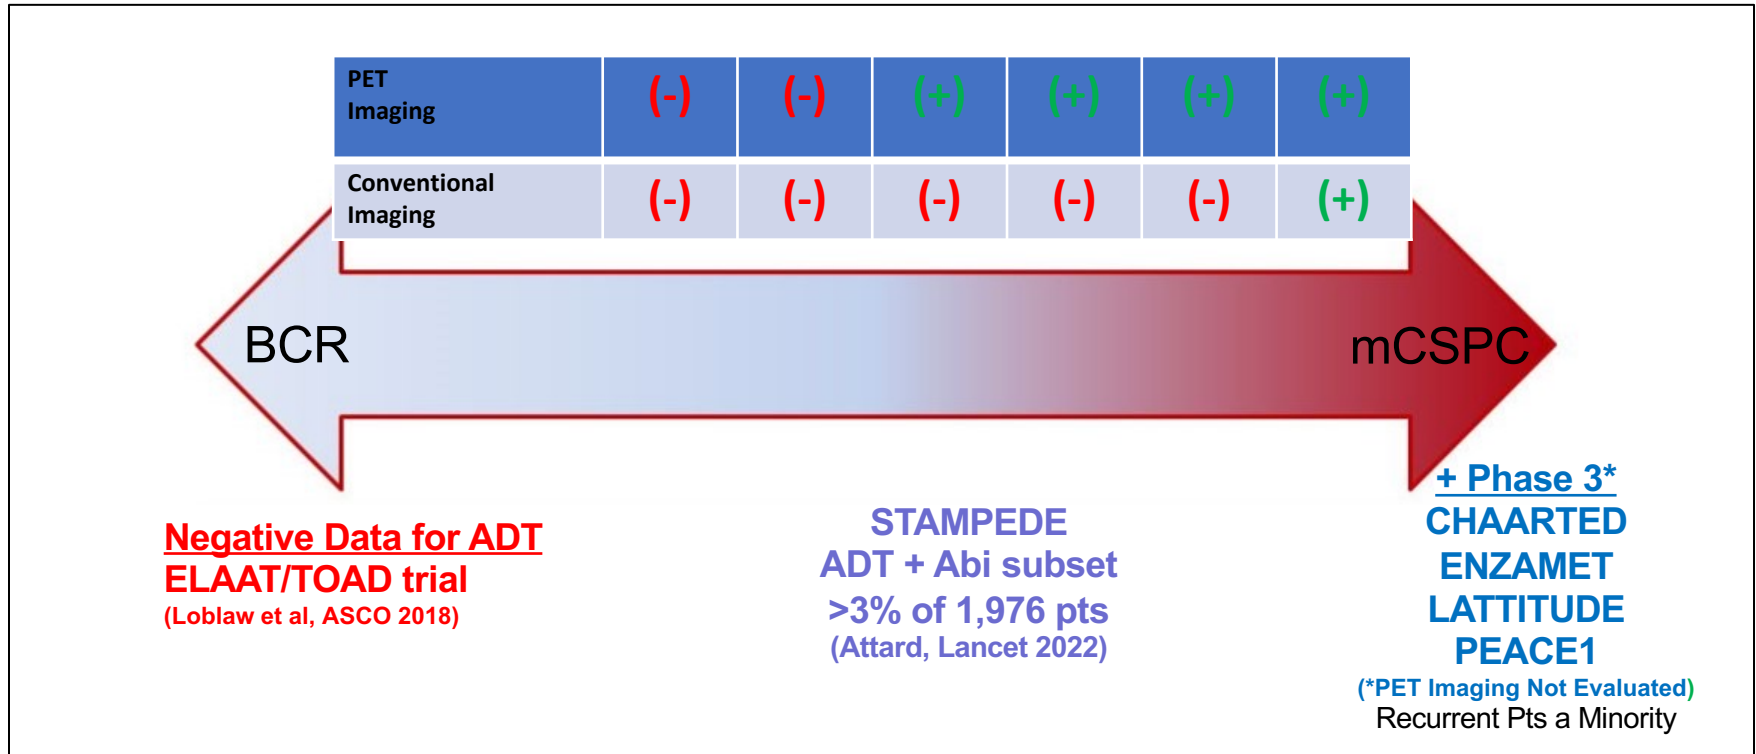 PET
Imaging
(-) (-) (+) (+) (+) (+)
Conventional
Imaging
(-) (-) (-) (-) (-) (+)
BCR
mCSPC
Negative Data for ADT
ELAAT/TOAD trial
(Loblaw et al, ASCO 2018)
STAMPEDE
ADT + Abi subset
>3% of 1,976 pts
(Attard, Lancet 2022)
+ Phase 3*
CHAARTED
ENZAMET
LATTITUDE
PEACE1
(*PET Imaging Not Evaluated)
Recurrent Pts a Minority